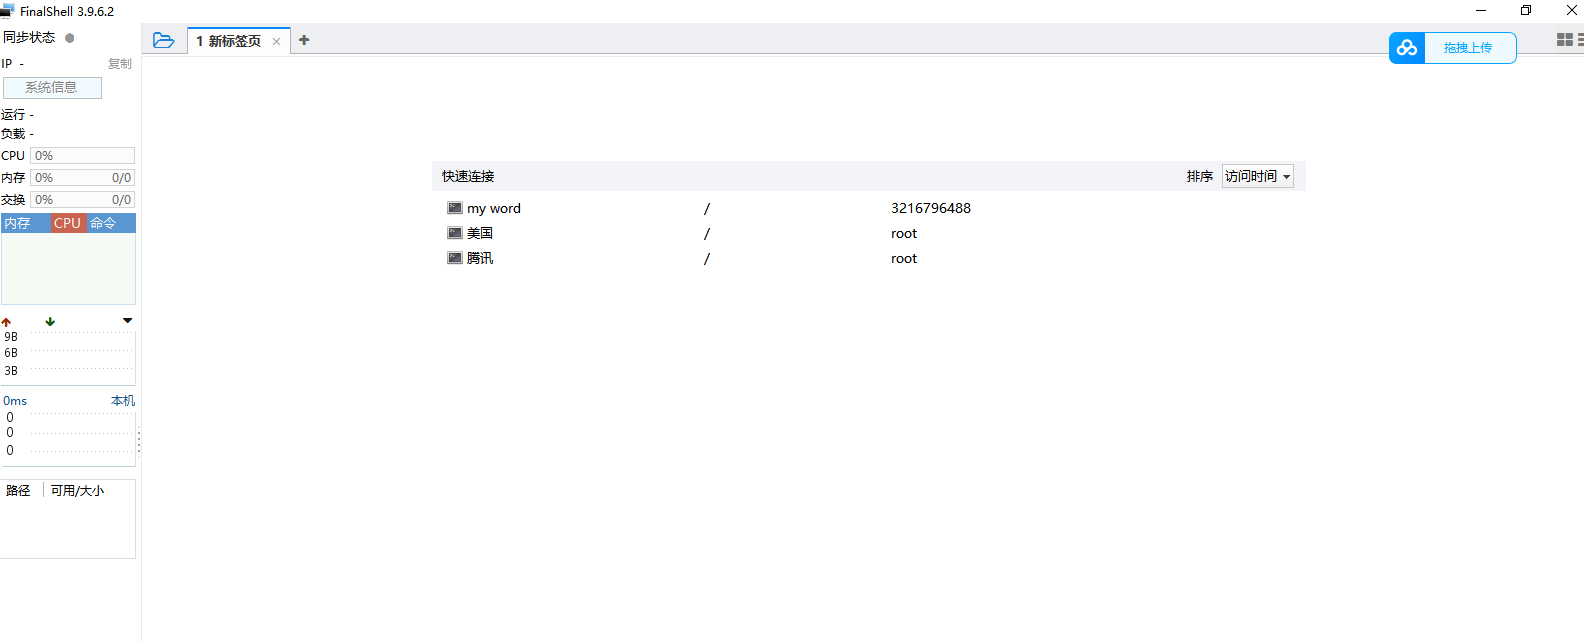 FinalShell 3.9.6.2
同步状态
1 新标签页
拖拽上传
IP -
复制
系统信息
运行 -
负载 -
CPU 0%
内存 0% 0/0
交换 0% 0/0
内存 CPU 命令
9B
6B
3B
0ms 本机
0
0
0
路径 可用/大小
快速连接 排序 访问时间
my word / 3216796488
美国 / root
腾讯 / root